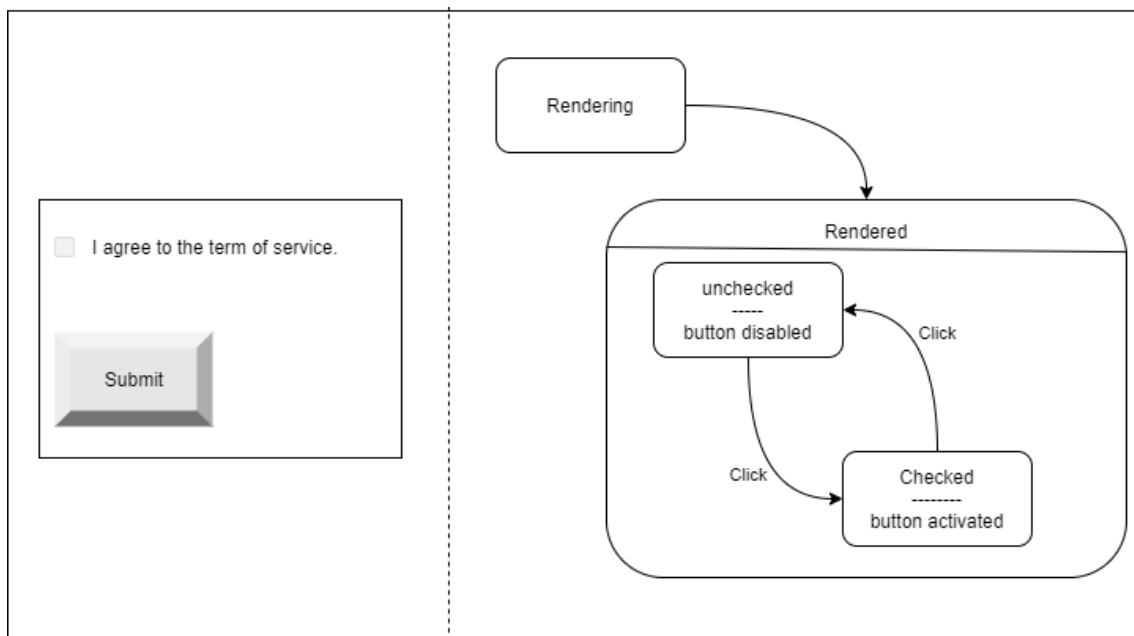 I agree to the term of service.
Submit
Rendering
Rendered
unchecked
-----
button disabled
Click
Click
Checked
--------
button activated